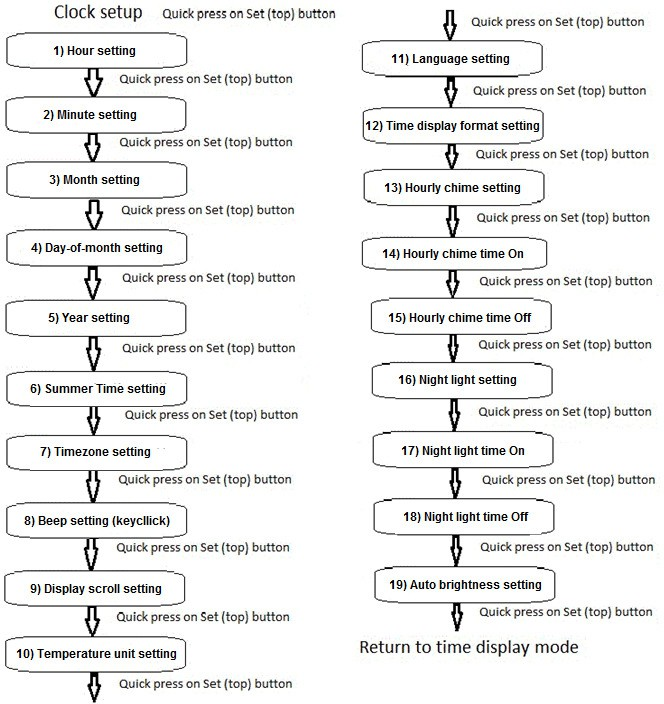 Clock setup Quick press on Set (top) button
1) Hour setting
Quick press on Set (top) button
2) Minute setting
Quick press on Set (top) button
3) Month setting
Quick press on Set (top) button
4) Day-of-month setting
Quick press on Set (top) button
5) Year setting
Quick press on Set (top) button
6) Summer Time setting
Quick press on Set (top) button
7) Timezone setting
Quick press on Set (top) button
8) Beep setting (keycllick)
Quick press on Set (top) button
9) Display scroll setting
Quick press on Set (top) button
10) Temperature unit setting
Quick press on Set (top) button
Quick press on Set (top) button
11) Language setting
Quick press on Set (top) button
12) Time display format setting
Quick press on Set (top) button
13) Hourly chime setting
Quick press on Set (top) button
14) Hourly chime time On
Quick press on Set (top) button
15) Hourly chime time Off
Quick press on Set (top) button
16) Night light setting
Quick press on Set (top) button
17) Night light time On
Quick press on Set (top) button
18) Night light time Off
Quick press on Set (top) button
19) Auto brightness setting
Quick press on Set (top) button
Return to time display mode